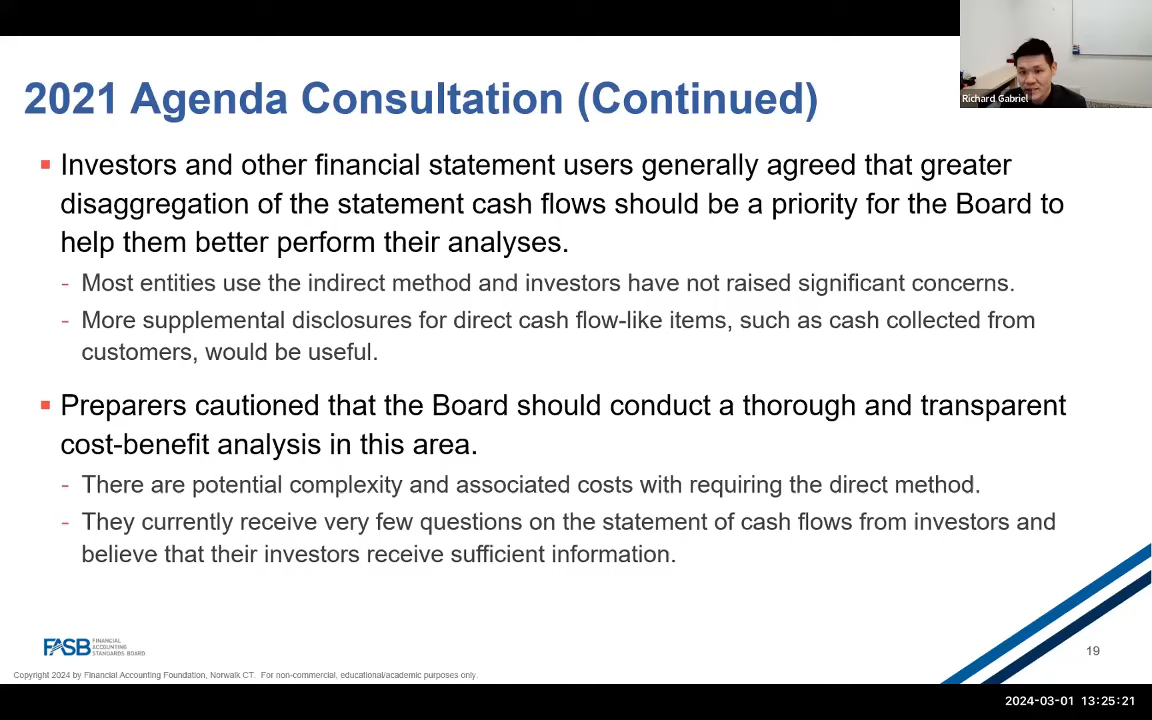 2021 Agenda Consultation (Continued)
Richard Gabriel
▪ Investors and other financial statement users generally agreed that greater
disaggregation of the statement cash flows should be a priority for the Board to
help them better perform their analyses.
- Most entities use the indirect method and investors have not raised significant concerns.
- More supplemental disclosures for direct cash flow-like items, such as cash collected from
customers, would be useful.
▪ Preparers cautioned that the Board should conduct a thorough and transparent
cost-benefit analysis in this area.
- There are potential complexity and associated costs with requiring the direct method.
- They currently receive very few questions on the statement of cash flows from investors and
believe that their investors receive sufficient information.
FASB
FINANCIAL
ACCOUNTING
STANDARDS BOARD
19
Copyright 2024 by Financial Accounting Foundation, Norwalk CT. For non-commercial, educational/academic purposes only.
2024-03-01 13:25:21